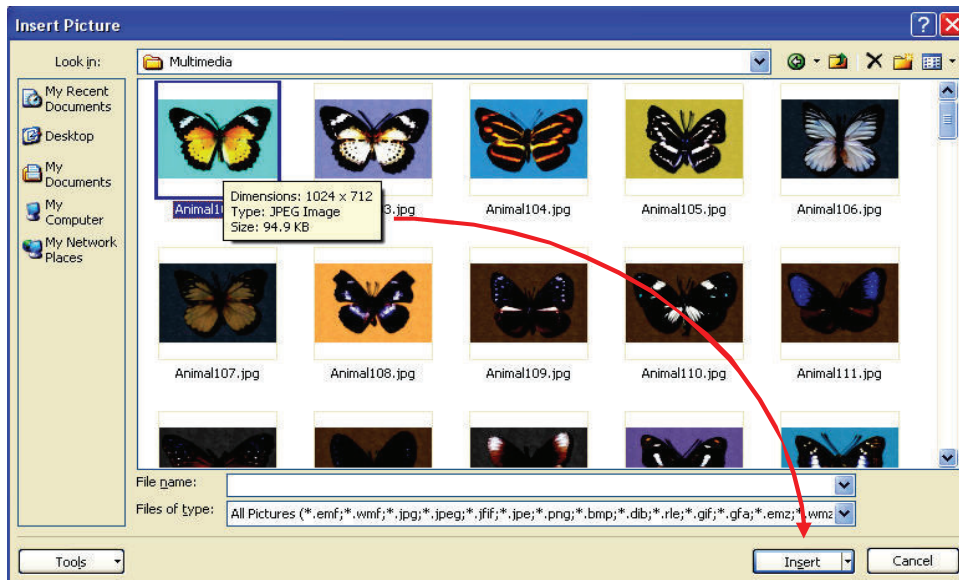 Insert Picture
Look in:
Multimedia
My Recent
Documents
Desktop
My
Documents
My
Computer
My Network
Places
Dimensions: 1024 x 712
Type: JPEG Image
Size: 94.9 KB
3.jpg
Animal104.jpg
Animal105.jpg
Animal106.jpg
Animal107.jpg
Animal108.jpg
Animal109.jpg
Animal110.jpg
Animal111.jpg
File name:
Files of type:
All Pictures (*.emf;*.wmf;*.jpg;*.jpeg;*.jfif;*.jpe;*.png;*.bmp;*.dib;*.rle;*.gif;*.gfa;*.emz;*.wmz
Tools
Insert
Cancel